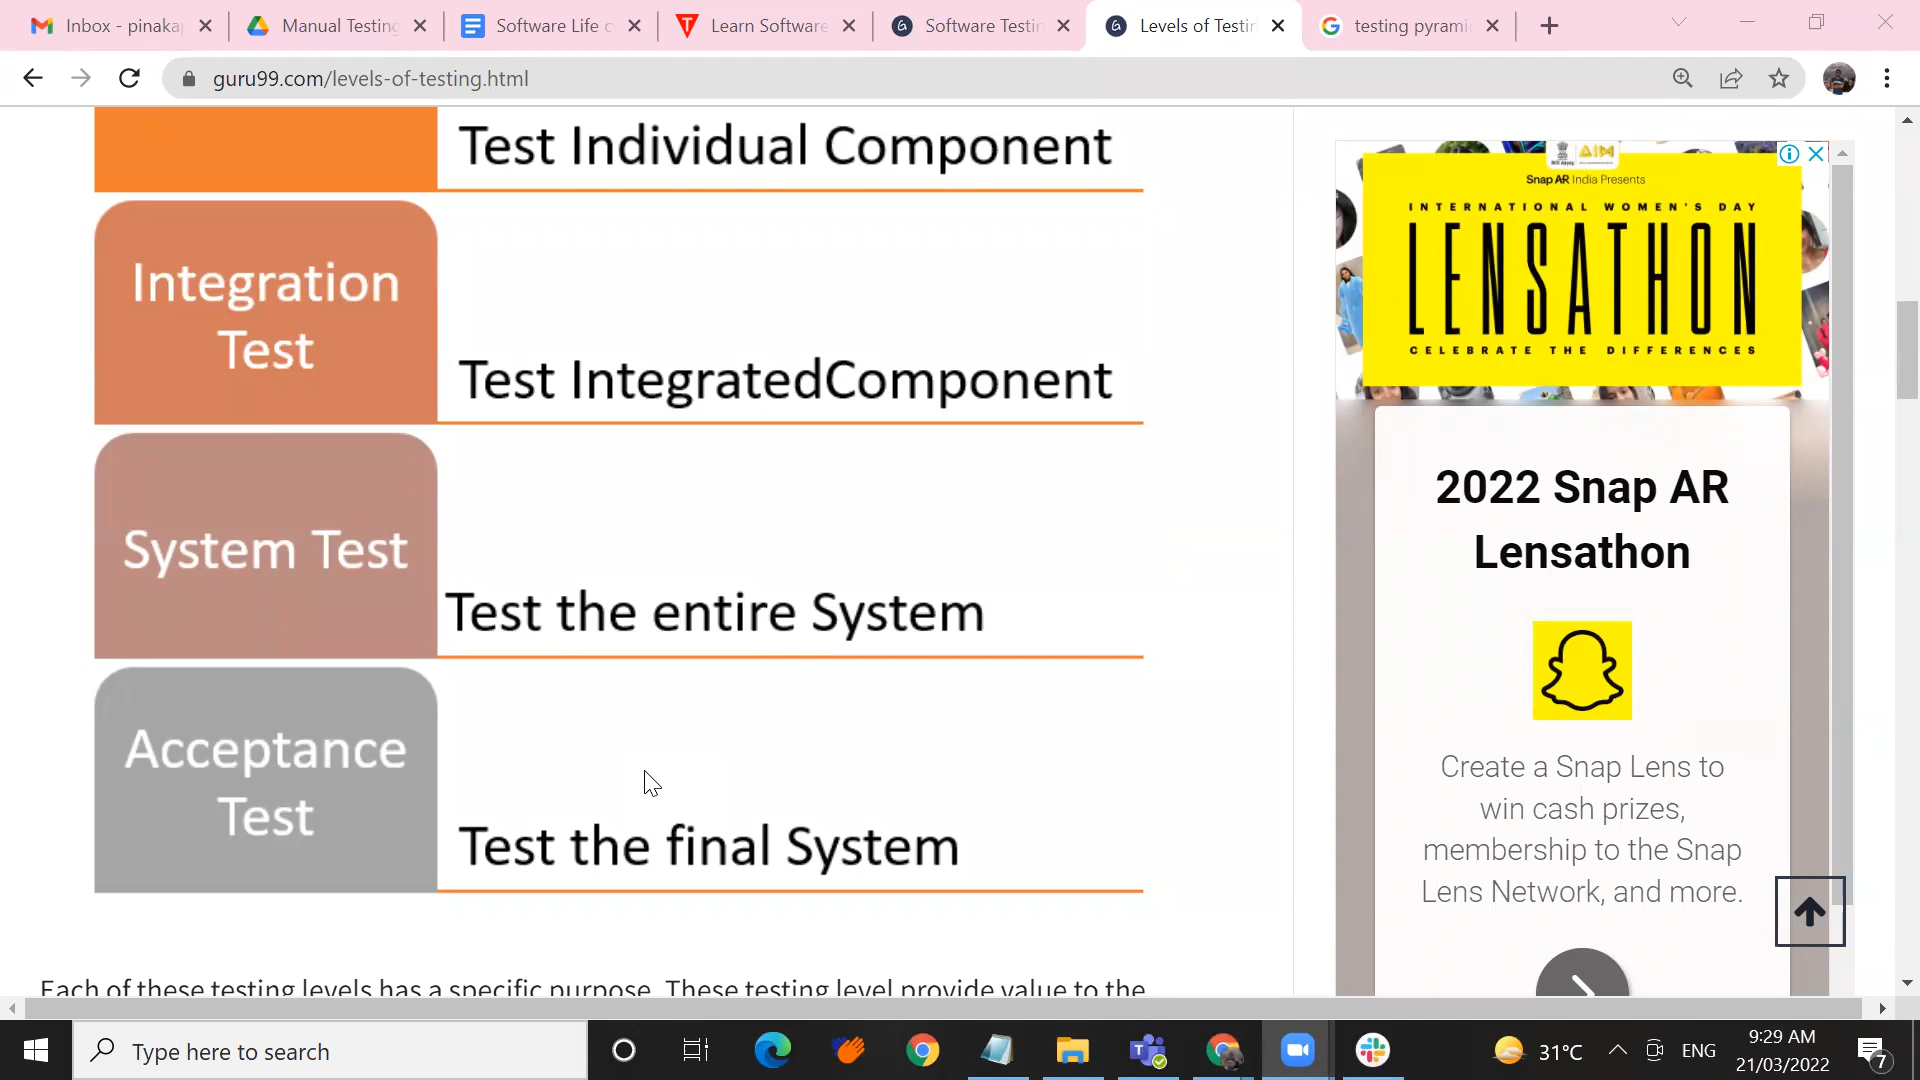 Inbox - pinaka
Manual Testing
Software Life c
Learn Software
Software Testin
Levels of Testin
testing pyrami
guru99.com/levels-of-testing.html
Test Individual Component
Integration
Test
Test IntegratedComponent
System Test
Test the entire System
Acceptance
Test
Test the final System
Each of these testing levels has a specific purpose. These testing level provide value to the
AIM
Snap AR India Presents
INTERNATIONAL WOMEN'S DAY
LENSATHON
CELEBRATE THE DIFFERENCES
2022 Snap AR
Lensathon
Create a Snap Lens to
win cash prizes,
membership to the Snap
Lens Network, and more.
Type here to search
31°C
ENG
9:29 AM
21/03/2022
7